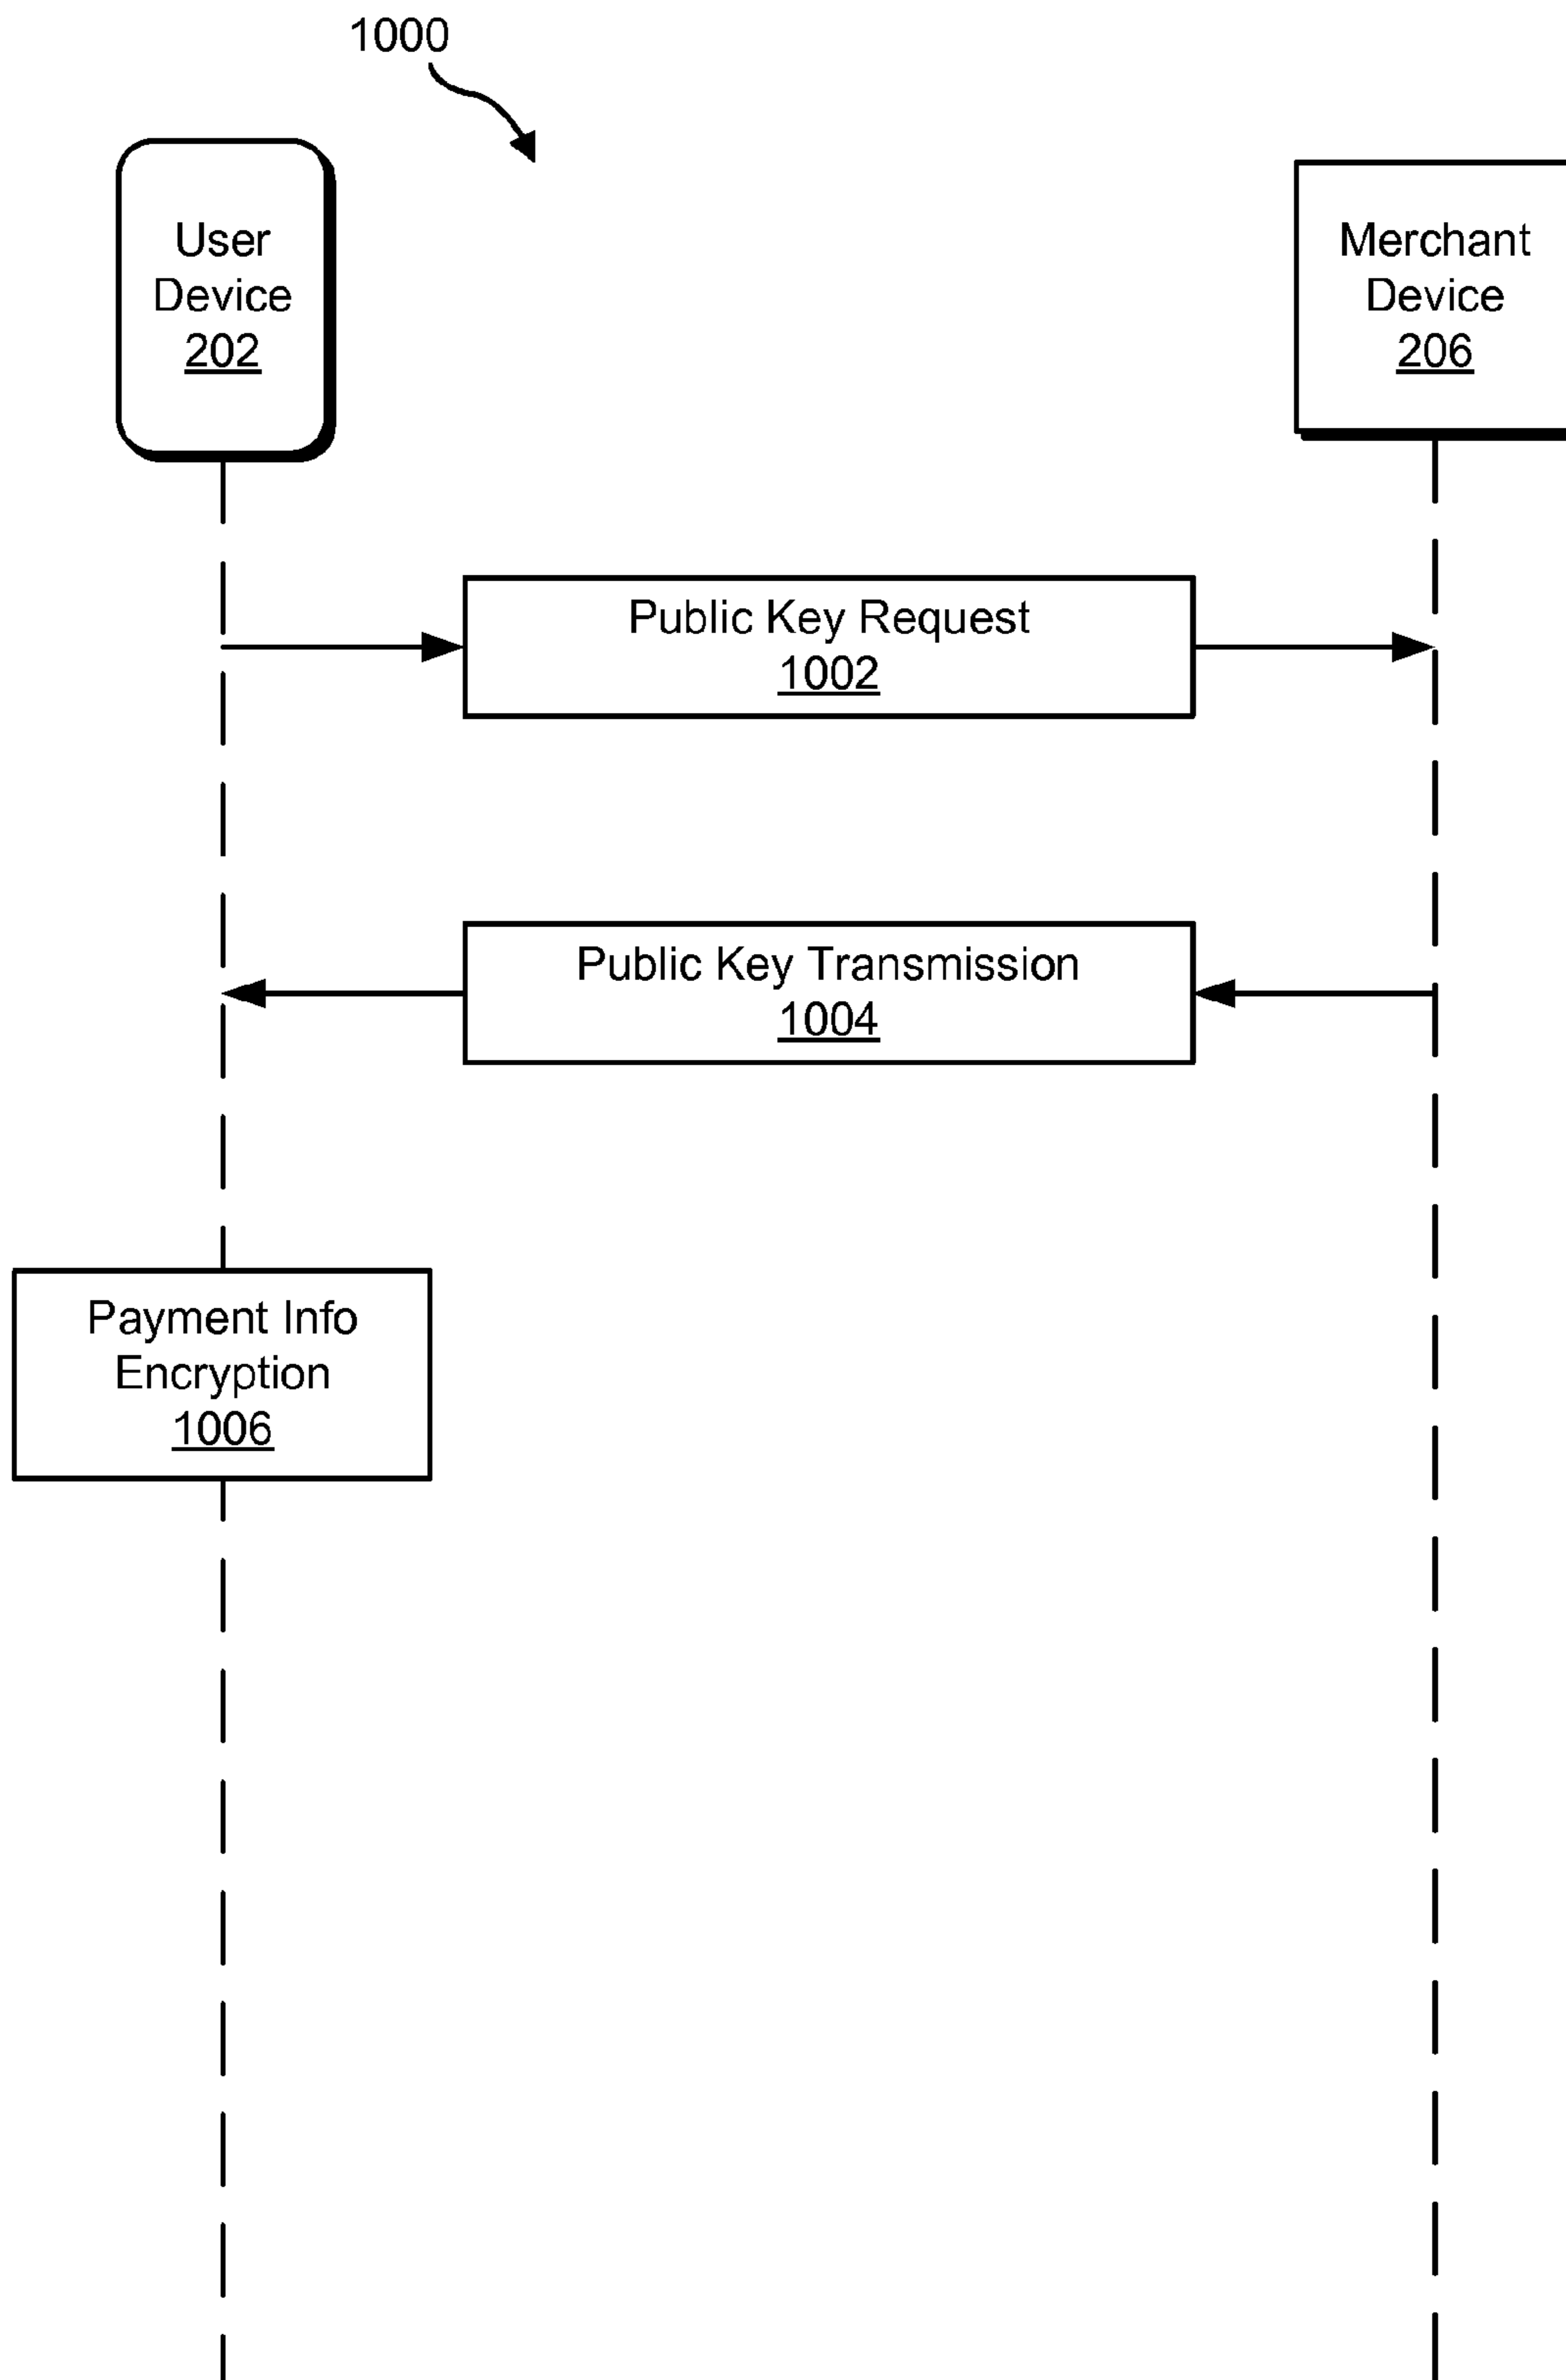 1000
User
Device
202
Merchant
Device
206
Public Key Request
1002
Public Key Transmission
1004
Payment Info
Encryption
1006